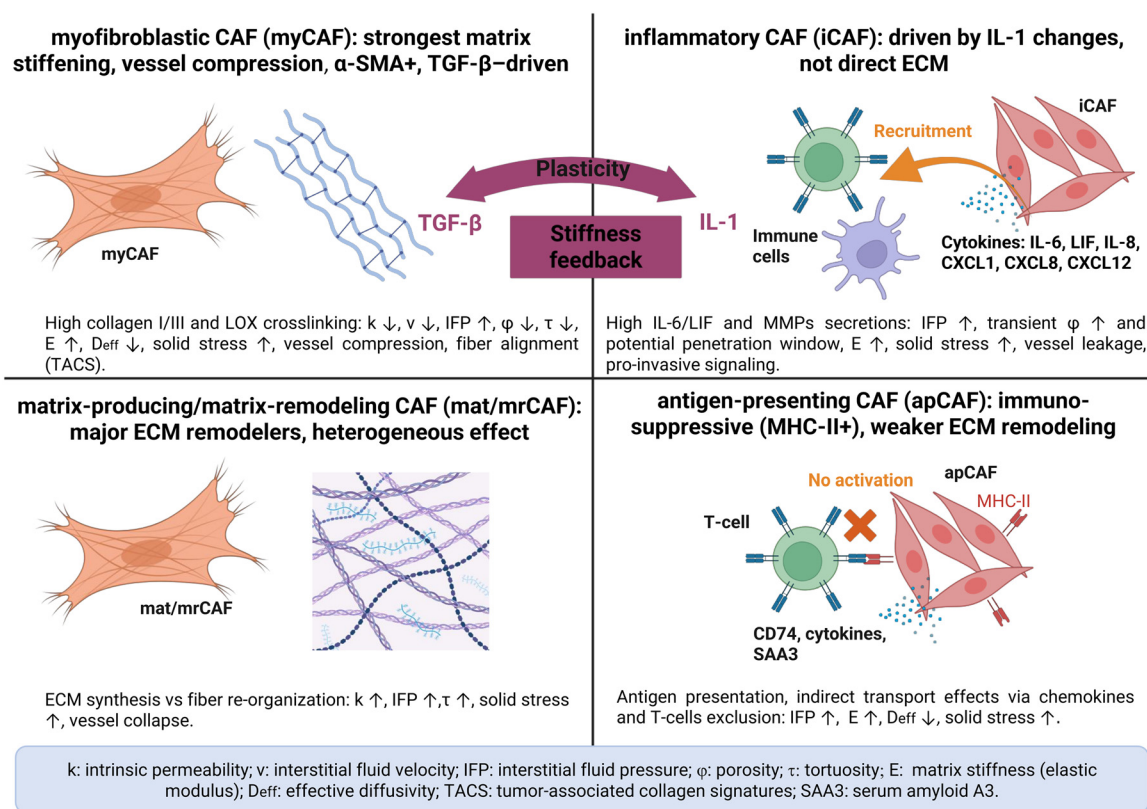 myofibroblastic CAF (myCAF): strongest matrix
stiffening, vessel compression, α-SMA+, TGF-β–driven
myCAF
High collagen I/III and LOX crosslinking: k ↓, v ↓, IFP ↑, φ ↓, τ ↓,
E ↑, Deff ↓, solid stress ↑, vessel compression, fiber alignment
(TACS).
inflammatory CAF (iCAF): driven by IL-1 changes,
not direct ECM
iCAF
Recruitment
Immune
cells
Cytokines: IL-6, LIF, IL-8,
CXCL1, CXCL8, CXCL12
High IL-6/LIF and MMPs secretions: IFP ↑, transient φ ↑ and
potential penetration window, E ↑, solid stress ↑, vessel leakage,
pro-invasive signaling.
Plasticity
TGF-β
IL-1
Stiffness
feedback
matrix-producing/matrix-remodeling CAF (mat/mrCAF):
major ECM remodelers, heterogeneous effect
mat/mrCAF
ECM synthesis vs fiber re-organization: k ↑, IFP ↑,τ ↑, solid stress
↑, vessel collapse.
antigen-presenting CAF (apCAF): immuno-
suppressive (MHC-II+), weaker ECM remodeling
No activation
apCAF
MHC-II
T-cell
CD74, cytokines,
SAA3
Antigen presentation, indirect transport effects via chemokines
and T-cells exclusion: IFP ↑, E ↑, Deff ↓, solid stress ↑.
k: intrinsic permeability; v: interstitial fluid velocity; IFP: interstitial fluid pressure; φ: porosity; τ: tortuosity; E: matrix stiffness (elastic
modulus); Deff: effective diffusivity; TACS: tumor-associated collagen signatures; SAA3: serum amyloid A3.